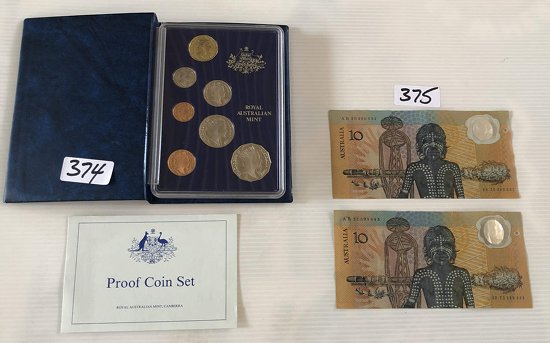 ROYAL
AUSTRALIAN
MINT
374
Proof Coin Set
ROYAL AUSTRALIAN MINT, CANBERRA
375
10
AUSTRALIA
10
AUSTRALIA